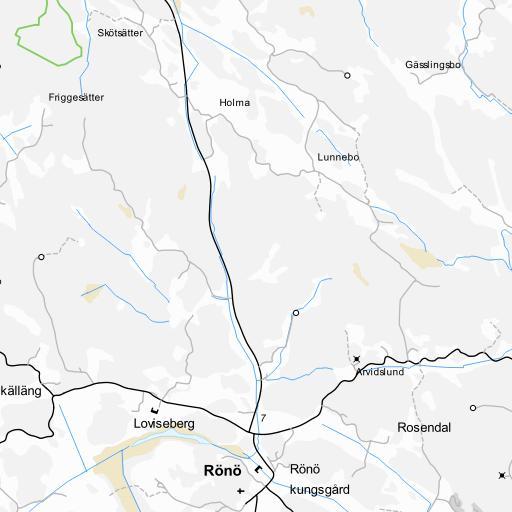 Skötsätter
Gässlingsbo
Friggesätter
Holma
Lunnebo
Arvidslund
källäng
7
Loviseberg
Rosendal
Rönö
Rönö
kungsgård